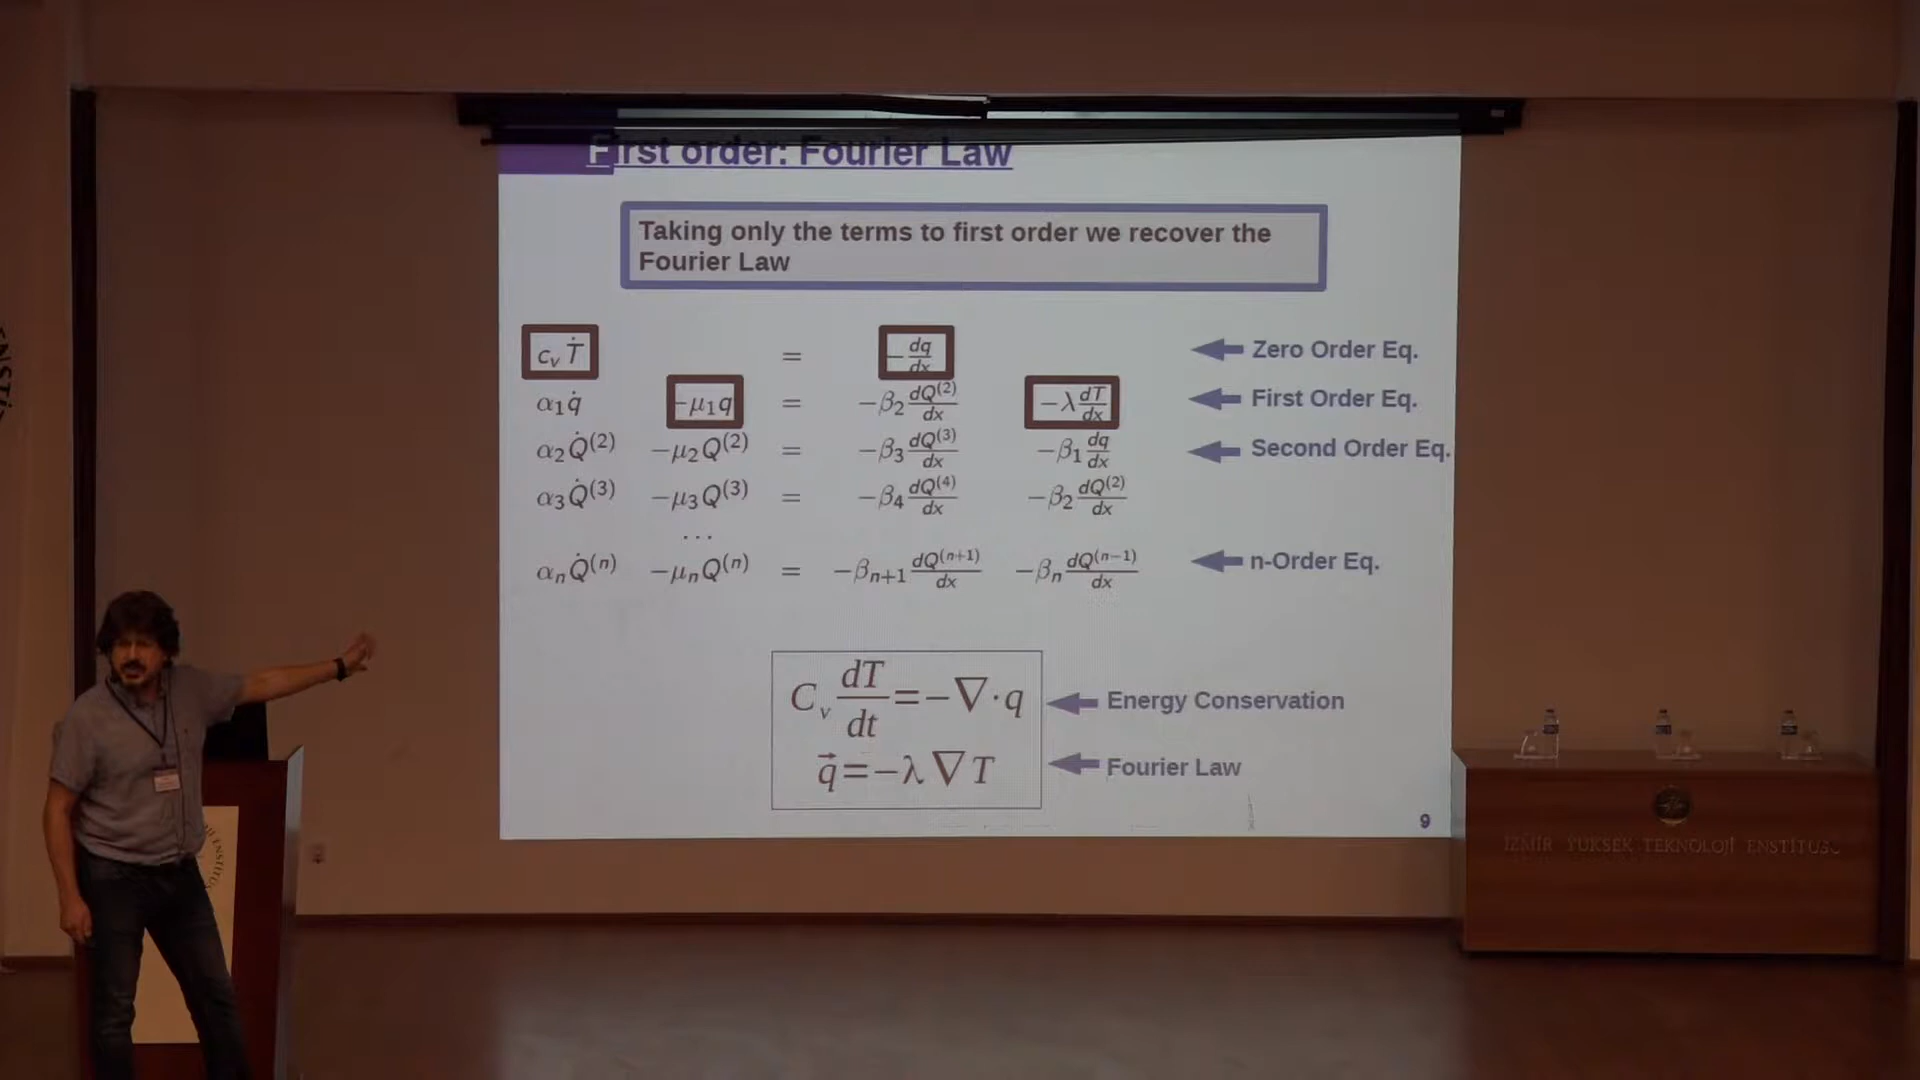 First order: Fourier Law
Taking only the terms to first order we recover the
Fourier Law
c_v Ṫ = -dq/dx Zero Order Eq.
α₁q̇ -μ₁q = -β₂ dQ⁽²⁾/dx -λ dT/dx First Order Eq.
α₂Q̇⁽²⁾ -μ₂Q⁽²⁾ = -β₃ dQ⁽³⁾/dx -β₁ dq/dx Second Order Eq.
α₃Q̇⁽³⁾ -μ₃Q⁽³⁾ = -β₄ dQ⁽⁴⁾/dx -β₂ dQ⁽²⁾/dx
...
αₙQ̇⁽ⁿ⁾ -μₙQ⁽ⁿ⁾ = -βₙ₊₁ dQ⁽ⁿ⁺¹⁾/dx -βₙ dQ⁽ⁿ⁻¹⁾/dx n-Order Eq.
C_v dT/dt = -∇·q Energy Conservation
q⃗ = -λ∇T Fourier Law
9
İZMİR YÜKSEK TEKNOLOJİ ENSTİTÜSÜ